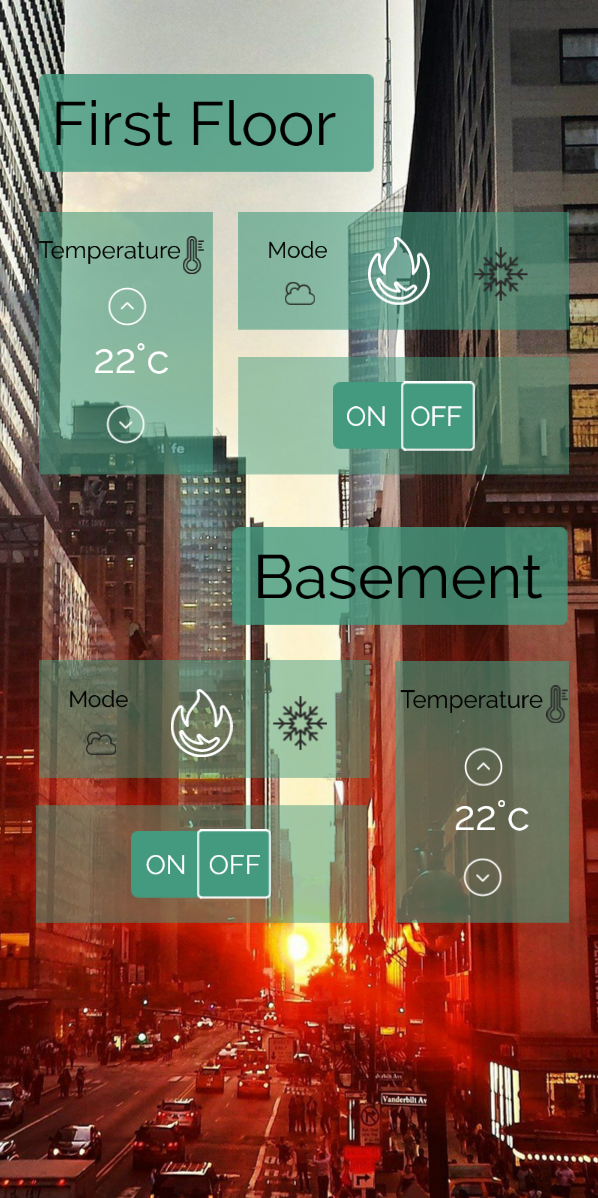 First Floor
Temperature
Mode
22°c
ON OFF
Basement
Mode
Temperature
22°c
ON OFF
Vanderbilt Av